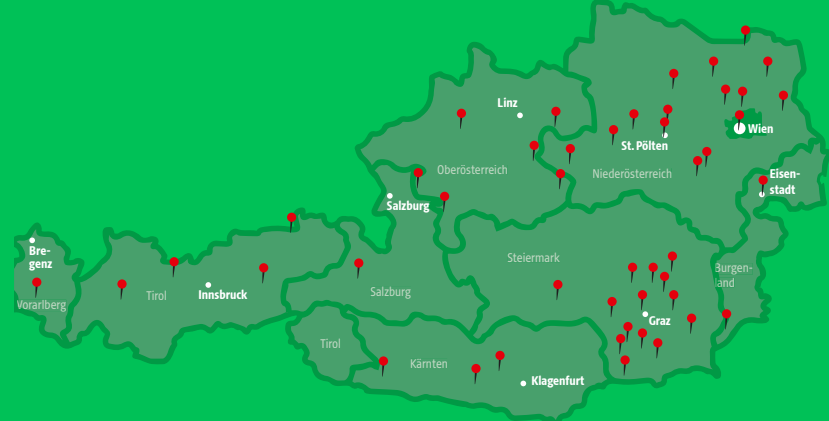 Linz
Wien
St. Pölten
Oberösterreich
Niederösterreich
Eisen-
stadt
Salzburg
Bre-
genz
Steiermark
Burgen-
land
Vorarlberg
Tirol
Innsbruck
Salzburg
Graz
Tirol
Kärnten
Klagenfurt